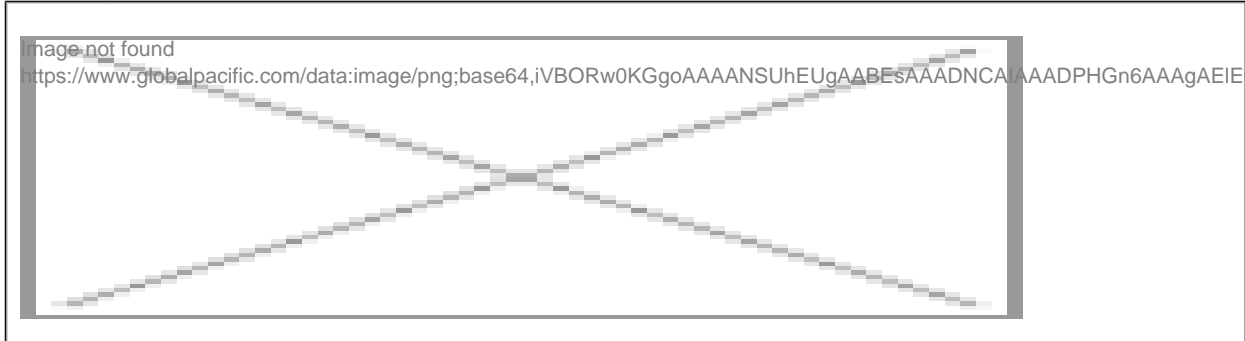 Image not found
https://www.globalpacific.com/data:image/png;base64,iVBORw0KGgoAAAANSUhEUgAABEsAAADNCAIAAADPHGn6AAAgAElE